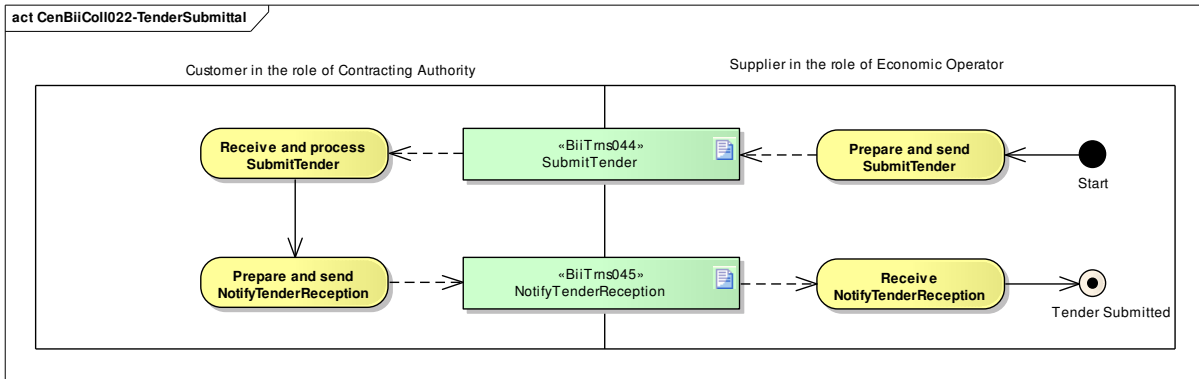 act CenBiiColl022-TenderSubmittal
Customer in the role of Contracting Authority
Supplier in the role of Economic Operator
Receive and process
SubmitTender
«BiiTrns044»
SubmitTender
Prepare and send
SubmitTender
Start
Prepare and send
NotifyTenderReception
«BiiTrns045»
NotifyTenderReception
Receive
NotifyTenderReception
Tender Submitted